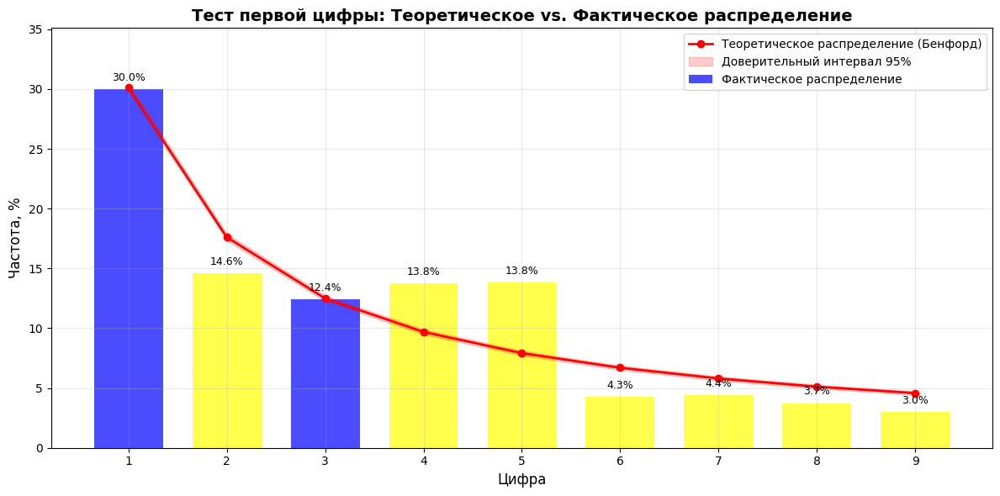 Тест первой цифры: Теоретическое vs. Фактическое распределение
Теоретическое распределение (Бенфорд)
Доверительный интервал 95%
Фактическое распределение
Частота, %
35
30
25
20
15
10
5
0
30.0%
14.6%
12.4%
13.8%
13.8%
4.3%
4.4%
3.7%
3.0%
1 2 3 4 5 6 7 8 9
Цифра